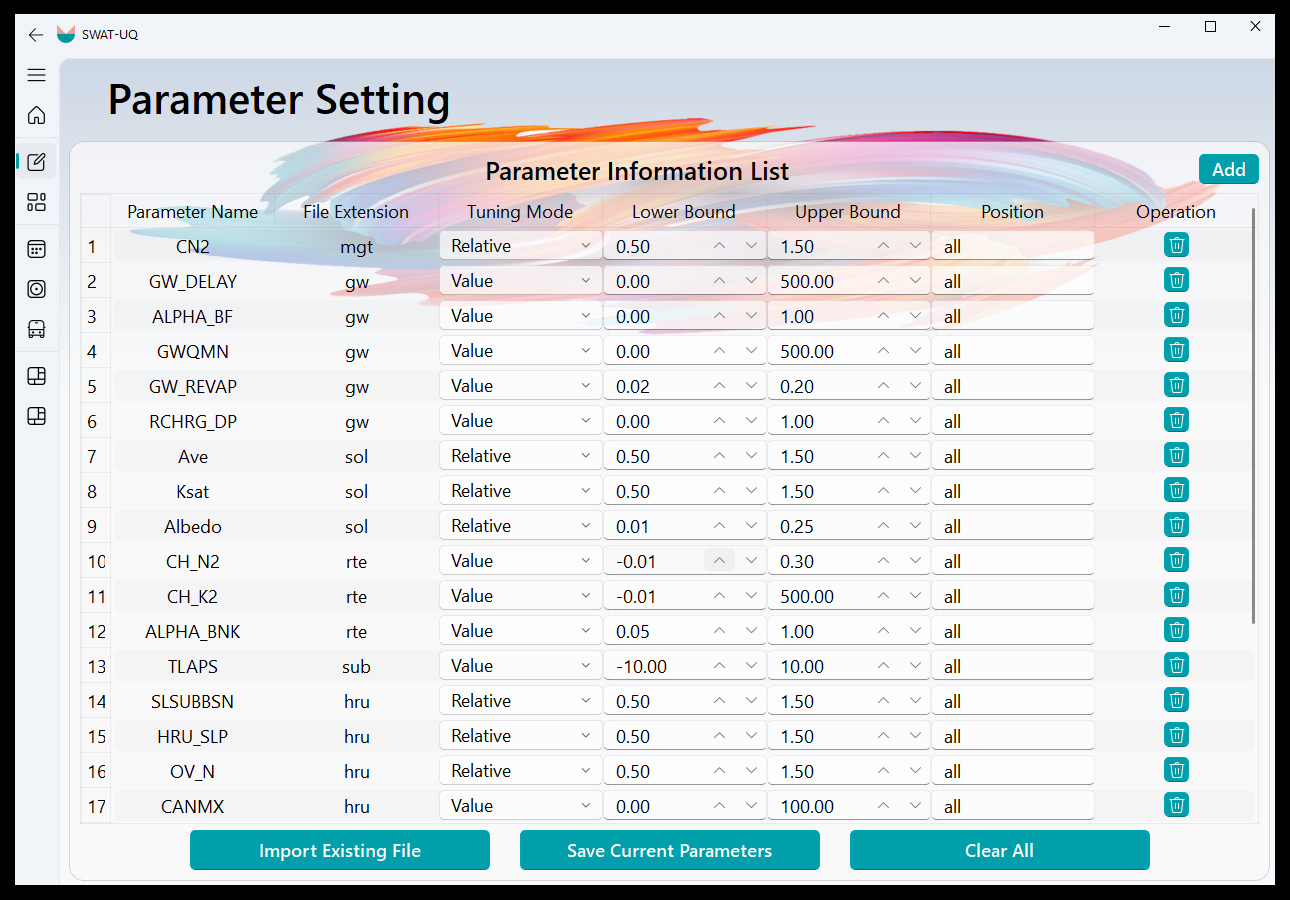 SWAT-UQ
Parameter Setting
Parameter Information List
Add
Parameter Name File Extension Tuning Mode Lower Bound Upper Bound Position Operation
1 CN2 mgt Relative 0.50 1.50 all
2 GW_DELAY gw Value 0.00 500.00 all
3 ALPHA_BF gw Value 0.00 1.00 all
4 GWQMN gw Value 0.00 500.00 all
5 GW_REVAP gw Value 0.02 0.20 all
6 RCHRG_DP gw Value 0.00 1.00 all
7 Ave sol Relative 0.50 1.50 all
8 Ksat sol Relative 0.50 1.50 all
9 Albedo sol Relative 0.01 0.25 all
10 CH_N2 rte Value -0.01 0.30 all
11 CH_K2 rte Value -0.01 500.00 all
12 ALPHA_BNK rte Value 0.05 1.00 all
13 TLAPS sub Value -10.00 10.00 all
14 SLSUBBSN hru Relative 0.50 1.50 all
15 HRU_SLP hru Relative 0.50 1.50 all
16 OV_N hru Relative 0.50 1.50 all
17 CANMX hru Value 0.00 100.00 all
Import Existing File Save Current Parameters Clear All